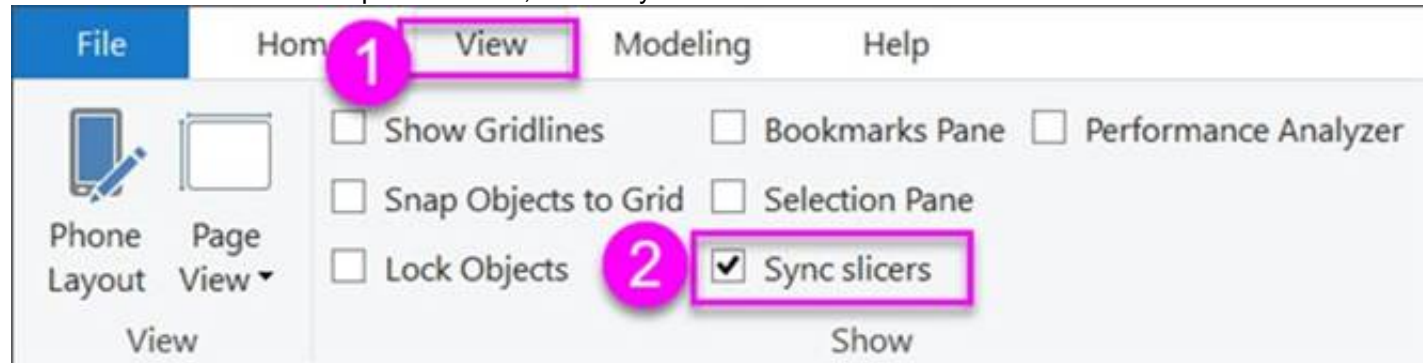 File Hom 1 View Modeling Help
Show Gridlines Bookmarks Pane Performance Analyzer
Snap Objects to Grid Selection Pane
Phone Layout Page View Lock Objects 2 Sync slicers
View Show